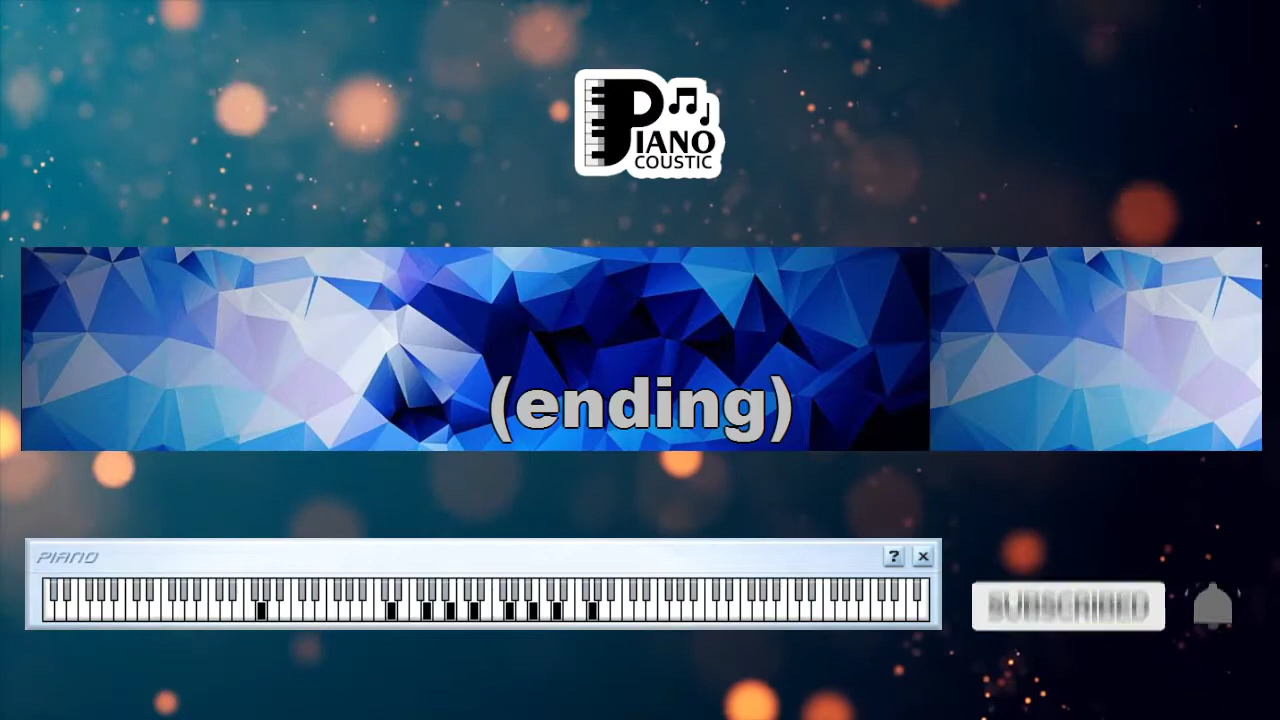 PIANO
COUSTIC
(ending)
PIANO
?
×
SUBSCRIBED